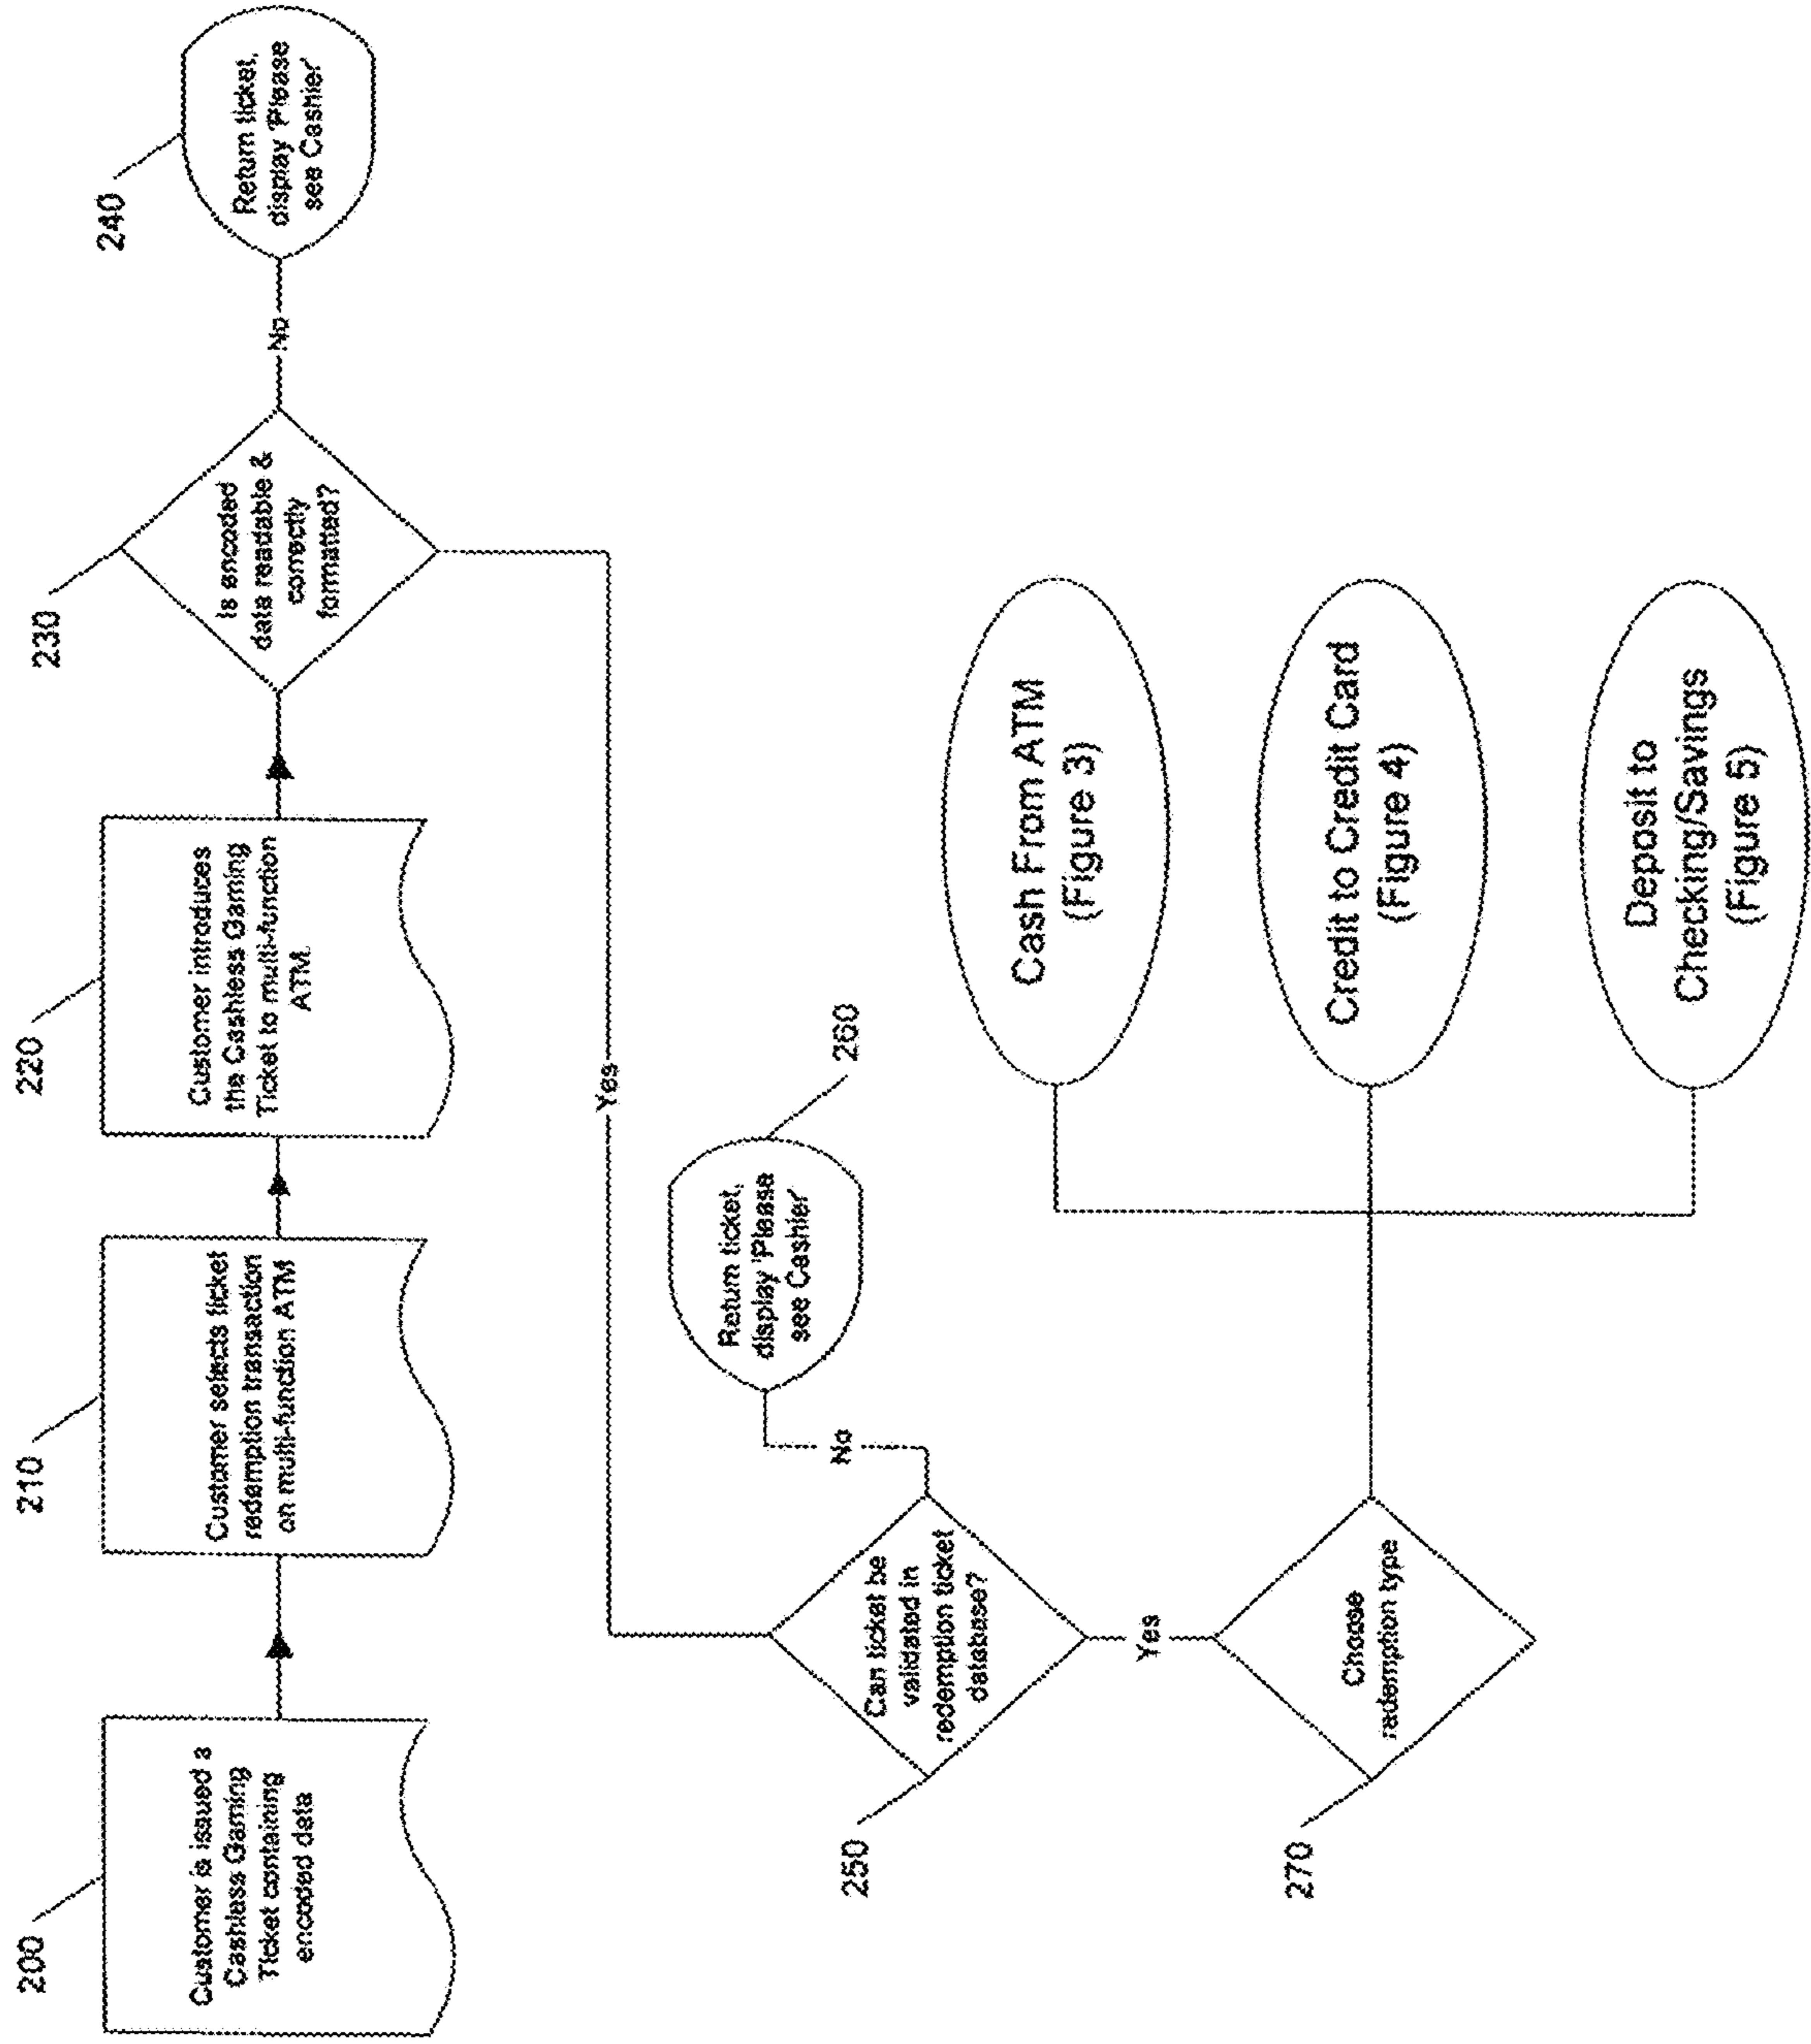 200
Customer is issued a
Cashless Gaming
Ticket containing
encoded data
210
Customer selects ticket
redemption transaction
on multi-function ATM
220
Customer introduces
the Cashless Gaming
Ticket to multi-function
ATM.
230
Is encoded
data readable &
correctly
formatted?
No
240
Return ticket,
display 'Please
see Cashier'
Yes
250
Can ticket be
validated in
redemption ticket
database?
No
260
Return ticket,
display 'Please
see Cashier'
Yes
270
Choose
redemption type
Cash From ATM
(Figure 3)
Credit to Credit Card
(Figure 4)
Deposit to
Checking/Savings
(Figure 5)